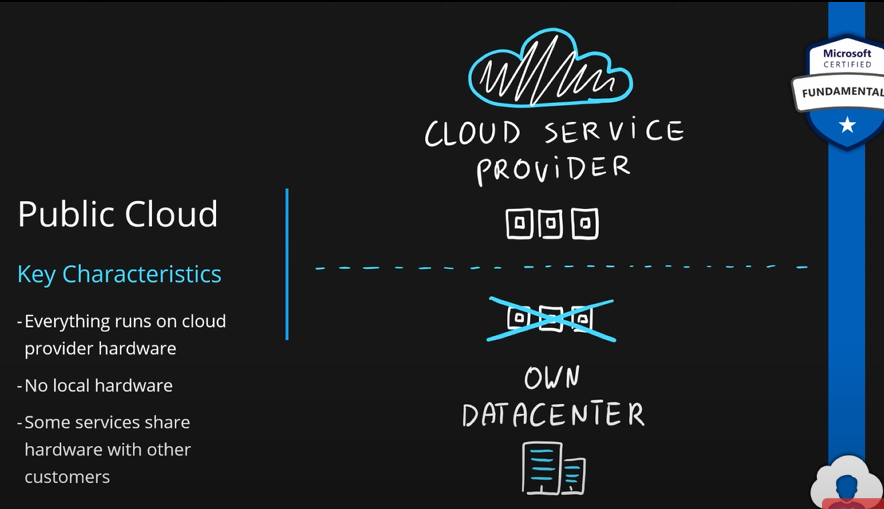 Microsoft
CERTIFIED
FUNDAMENTAL
CLOUD SERVICE
PROVIDER
Public Cloud
Key Characteristics
-Everything runs on cloud
provider hardware
-No local hardware
-Some services share
hardware with other
customers
OWN
DATACENTER